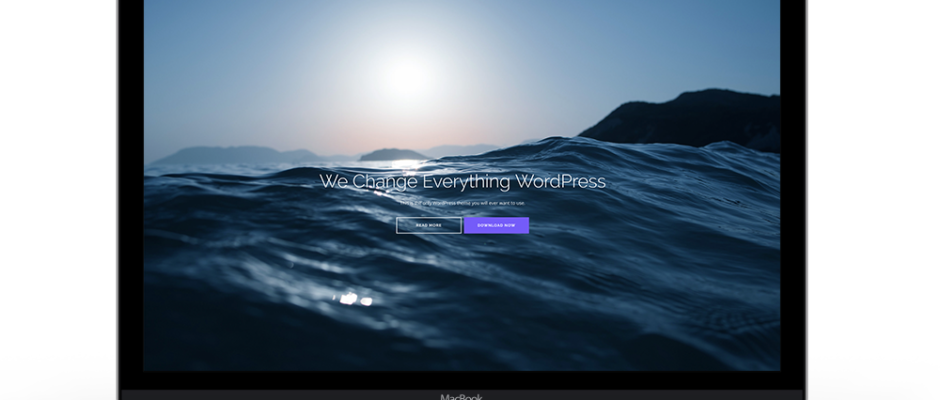 We Change Everything WordPress
This is the only WordPress theme you will ever want to use.
READ MORE
DOWNLOAD NOW
MacBook